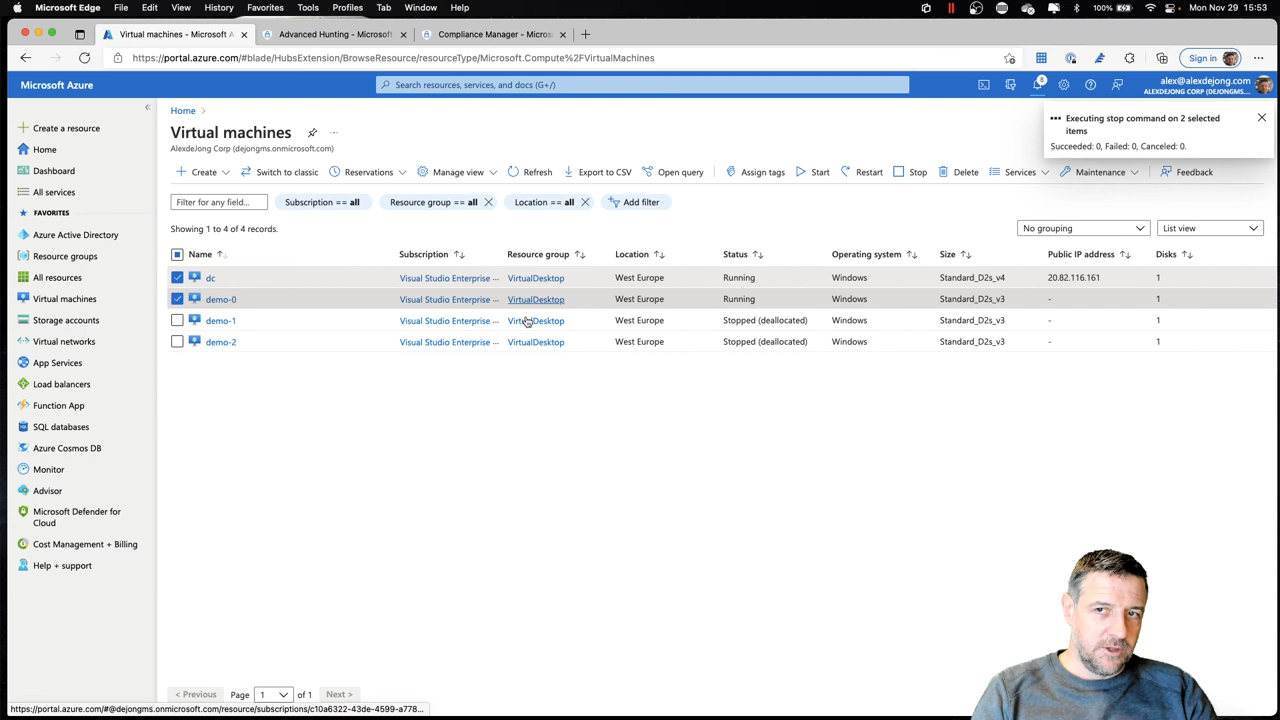 Microsoft Edge File Edit View History Favorites Tools Profiles Tab Window Help 100% Mon Nov 29 15:53
Virtual machines - Microsoft A Advanced Hunting - Microsoft Compliance Manager - Micros
https://portal.azure.com/#blade/HubsExtension/BrowseResource/resourceType/Microsoft.Compute%2FVirtualMachines Sign in
Microsoft Azure
Search resources, services, and docs (G+/)
8
alex@alexdejong.com
ALEXDEJONG CORP (DEJONGMS....
Create a resource
Home
Dashboard
All services
FAVORITES
Azure Active Directory
Resource groups
All resources
Virtual machines
Storage accounts
Virtual networks
App Services
Load balancers
Function App
SQL databases
Azure Cosmos DB
Monitor
Advisor
Microsoft Defender for
Cloud
Cost Management + Billing
Help + support
Home >
Virtual machines ...
AlexdeJong Corp (dejongms.onmicrosoft.com)
Executing stop command on 2 selected
items
Succeeded: 0, Failed: 0, Canceled: 0.
Create Switch to classic Reservations Manage view Refresh Export to CSV Open query Assign tags Start Restart Stop Delete Services Maintenance Feedback
Filter for any field... Subscription == all Resource group == all Location == all Add filter
Showing 1 to 4 of 4 records. No grouping List view
Name Subscription Resource group Location Status Operating system Size Public IP address Disks
dc Visual Studio Enterprise ... VirtualDesktop West Europe Running Windows Standard_D2s_v4 20.82.116.161 1
demo-0 Visual Studio Enterprise ... VirtualDesktop West Europe Running Windows Standard_D2s_v3 - 1
demo-1 Visual Studio Enterprise ... VirtualDesktop West Europe Stopped (deallocated) Windows Standard_D2s_v3 - 1
demo-2 Visual Studio Enterprise ... VirtualDesktop West Europe Stopped (deallocated) Windows Standard_D2s_v3 - 1
< Previous Page 1 of 1 Next >
https://portal.azure.com/#@dejongms.onmicrosoft.com/resource/subscriptions/c10a6322-43de-4599-a778...